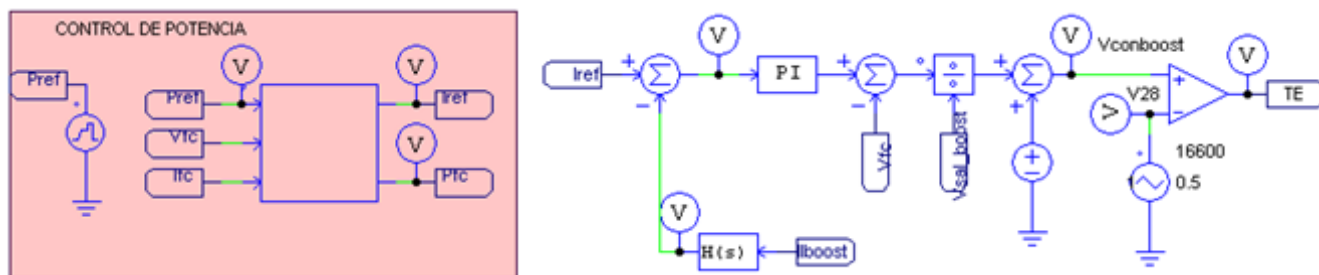 CONTROL DE POTENCIA
Pref
V
V
Pref
Iref
Vfc
V
Ifc
Pfc
V
V
V
Vconboost
Iref
Σ
PI
Σ
÷
Σ
V28
TE
V
Vfc
Vsal_boost
16600
0.5
V
H(s)
Ilboost